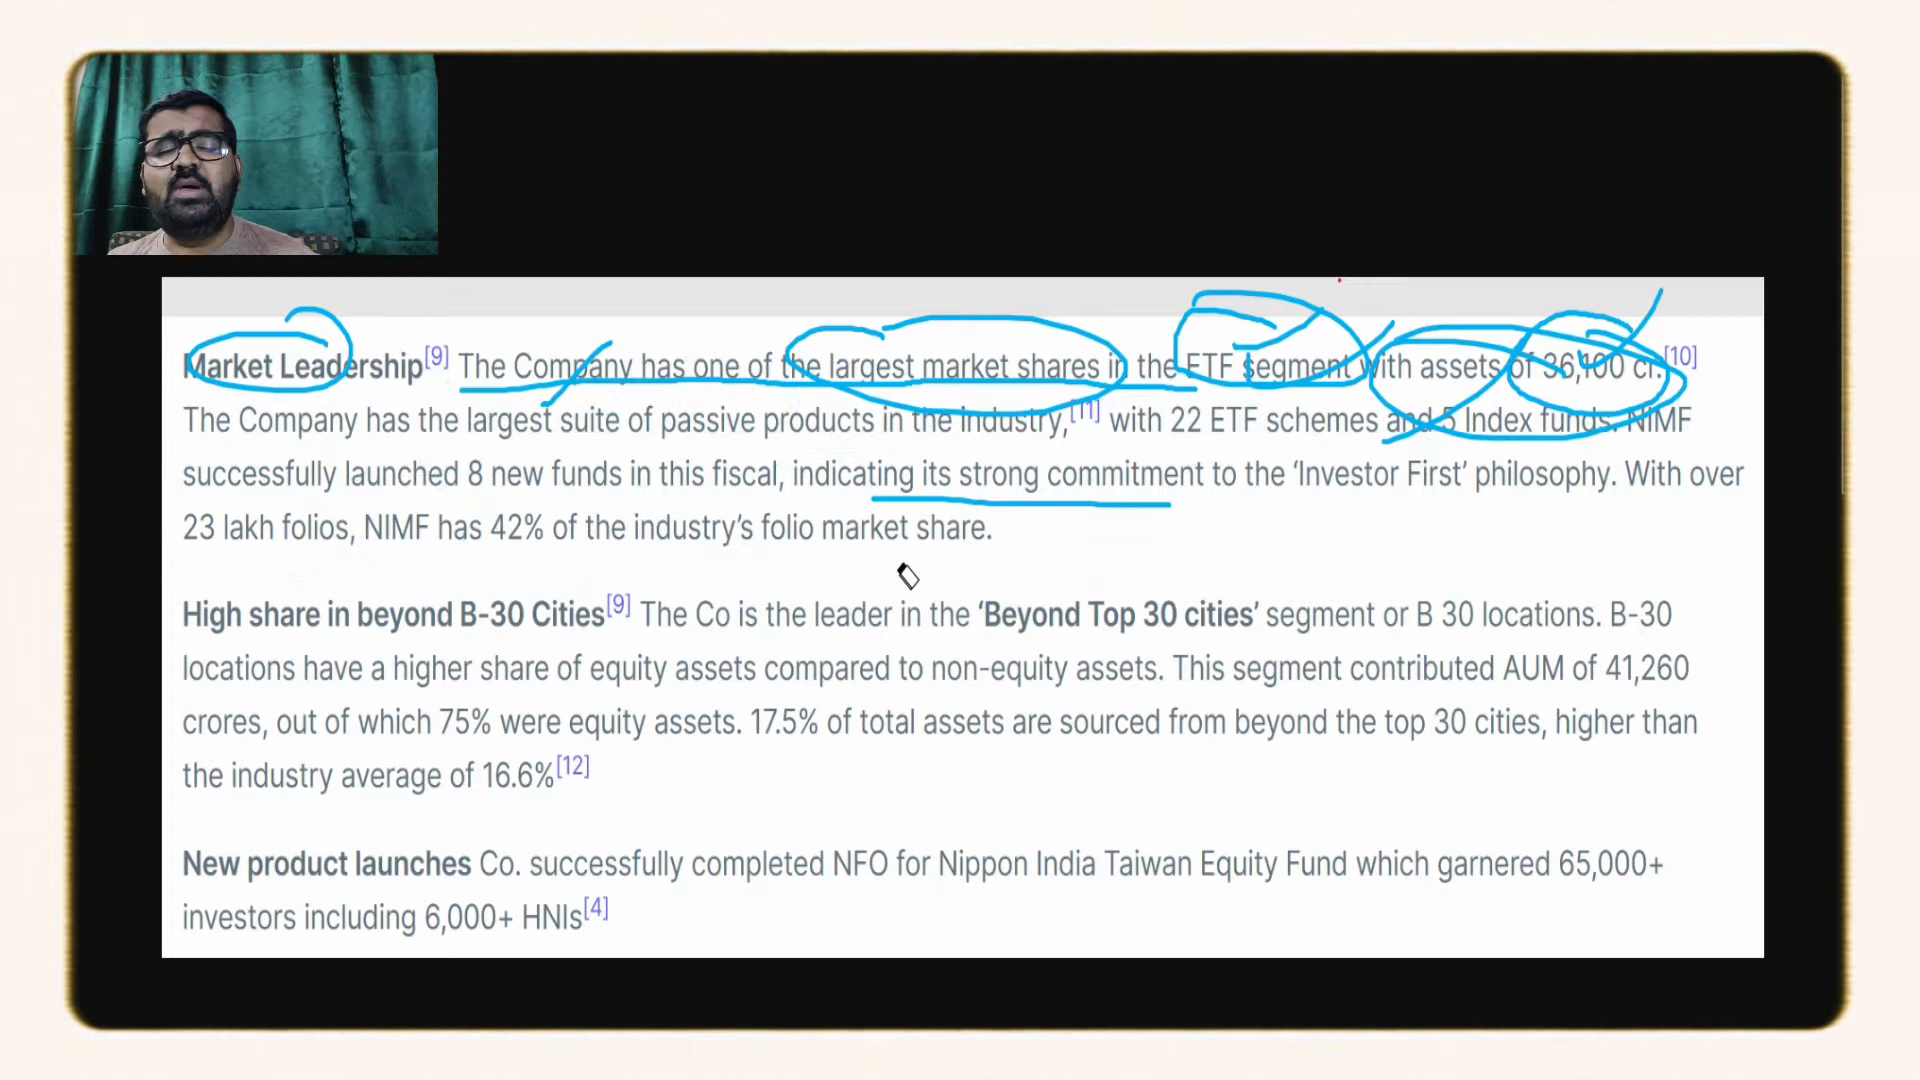 Market Leadership[9] The Company has one of the largest market shares in the ETF segment with assets of 36,100 cr.[10]
The Company has the largest suite of passive products in the industry,[11] with 22 ETF schemes and 5 Index funds. NIMF
successfully launched 8 new funds in this fiscal, indicating its strong commitment to the ‘Investor First’ philosophy. With over
23 lakh folios, NIMF has 42% of the industry’s folio market share.
High share in beyond B-30 Cities[9] The Co is the leader in the ‘Beyond Top 30 cities’ segment or B 30 locations. B-30
locations have a higher share of equity assets compared to non-equity assets. This segment contributed AUM of 41,260
crores, out of which 75% were equity assets. 17.5% of total assets are sourced from beyond the top 30 cities, higher than
the industry average of 16.6%[12]
New product launches Co. successfully completed NFO for Nippon India Taiwan Equity Fund which garnered 65,000+
investors including 6,000+ HNIs[4]